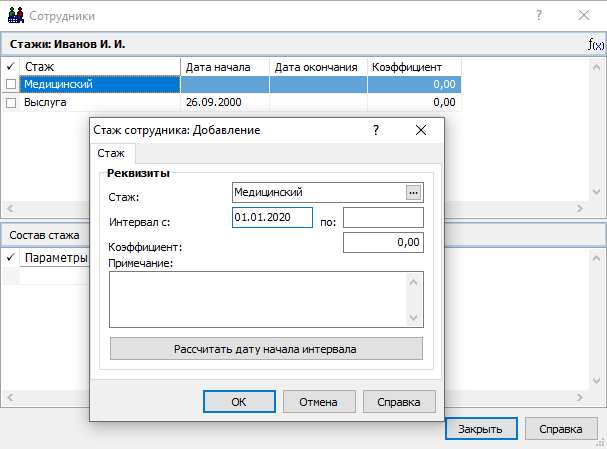 Сотрудники ?
Стажи: Иванов И. И. f(x)
Стаж Дата начала Дата окончания Коэффициент
Медицинский 0,00
Выслуга 26.09.2000 0,00
Стаж сотрудника: Добавление ?
Стаж
Реквизиты
Стаж: Медицинский ...
Интервал с: 01.01.2020 по:
Коэффициент: 0,00
Примечание:
Рассчитать дату начала интервала
ОК Отмена Справка
Состав стажа
Параметры
Закрыть Справка